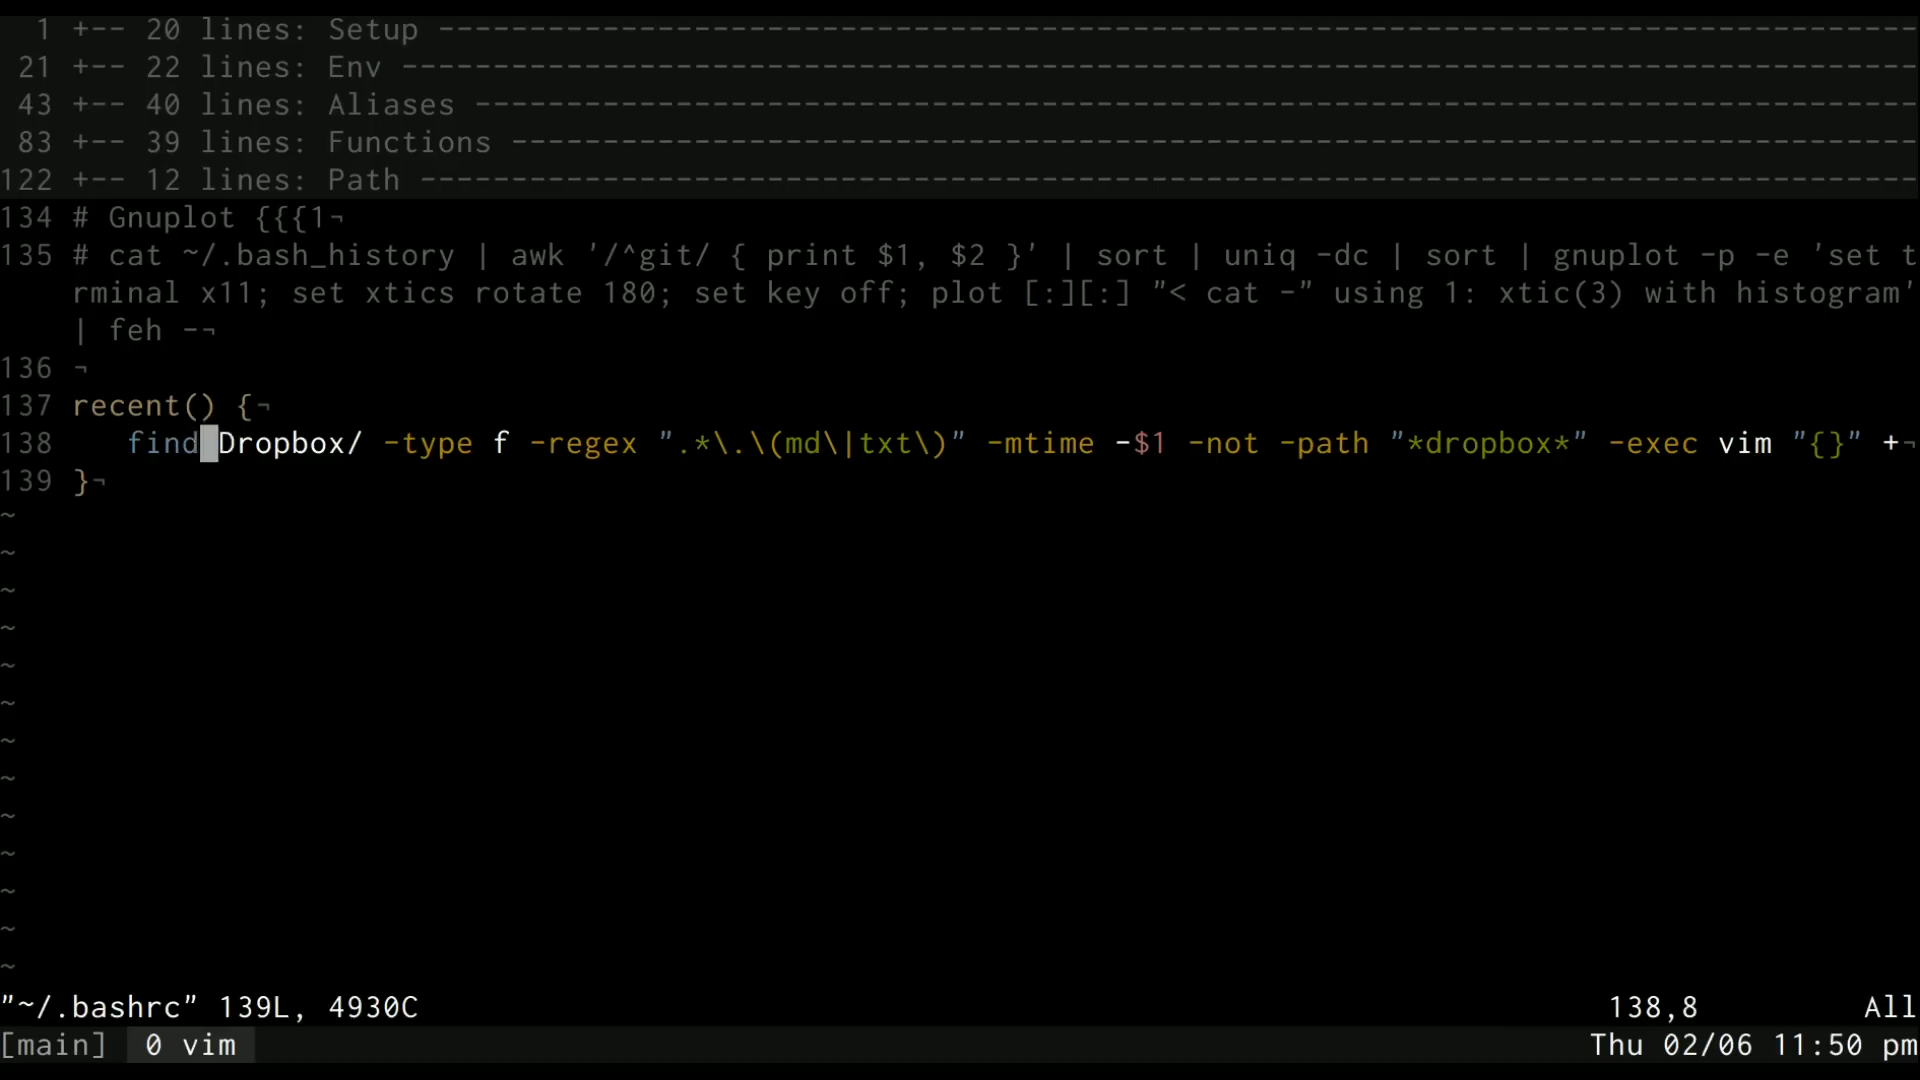 1 +-- 20 lines: Setup ---------------------------------------------------------------------------------
21 +-- 22 lines: Env -----------------------------------------------------------------------------------
43 +-- 40 lines: Aliases -------------------------------------------------------------------------------
83 +-- 39 lines: Functions -----------------------------------------------------------------------------
122 +-- 12 lines: Path ----------------------------------------------------------------------------------
134 # Gnuplot {{{1¬
135 # cat ~/.bash_history | awk '/^git/ { print $1, $2 }' | sort | uniq -dc | sort | gnuplot -p -e 'set t
rminal x11; set xtics rotate 180; set key off; plot [:][:] "< cat -" using 1: xtic(3) with histogram'
| feh -¬
136 ¬
137 recent() {¬
138 find Dropbox/ -type f -regex ".*\.\(md\|txt\)" -mtime -$1 -not -path "*dropbox*" -exec vim "{}" +¬
139 }¬
~
~
~
~
~
~
~
~
~
~
~
~
~
"~/.bashrc" 139L, 4930C 138,8 All
[main] 0 vim Thu 02/06 11:50 pm